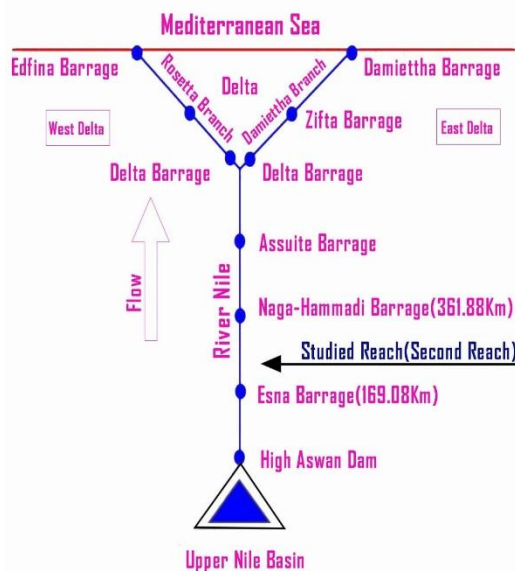 Mediterranean Sea
Edfina Barrage
Damiettha Barrage
Rosetta Branch
Delta
Damiettha Branch
West Delta
Zifta Barrage
East Delta
Delta Barrage
Delta Barrage
Assuite Barrage
Flow
River Nile
Naga-Hammadi Barrage(361.88Km)
Studied Reach(Second Reach)
Esna Barrage(169.08Km)
High Aswan Dam
Upper Nile Basin